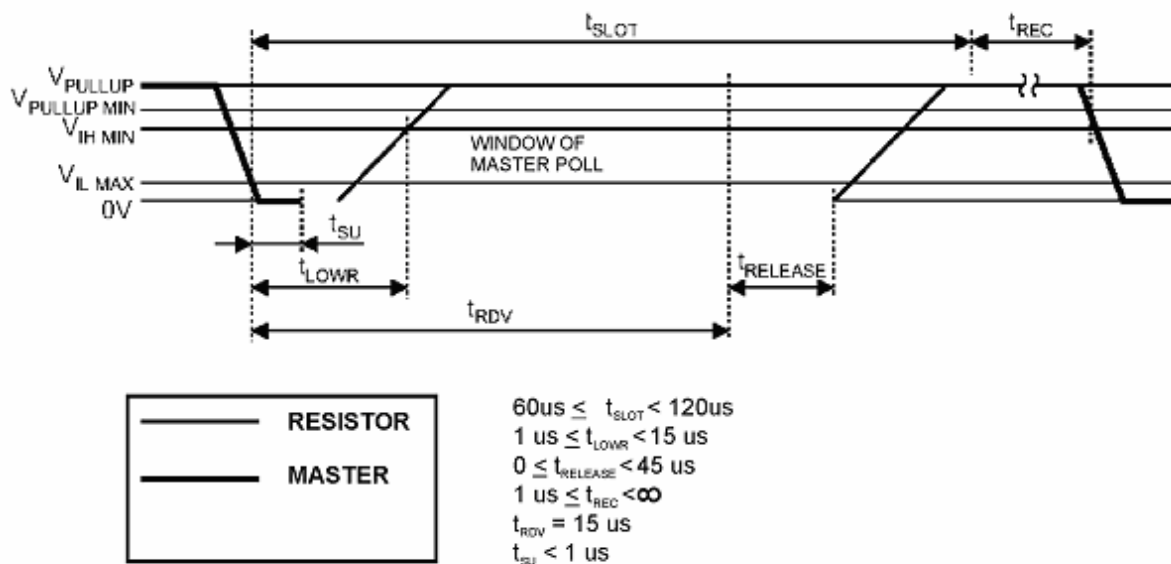 tSLOT
tREC
VPULLUP
VPULLUP MIN
VIH MIN
WINDOW OF
MASTER POLL
VIL MAX
0V
tSU
tLOWR
tRELEASE
tRDV
RESISTOR
MASTER
60us ≤ tSLOT < 120us
1 us ≤ tLOWR < 15 us
0 ≤ tRELEASE < 45 us
1 us ≤ tREC < ∞
tRDV = 15 us
tSU < 1 us